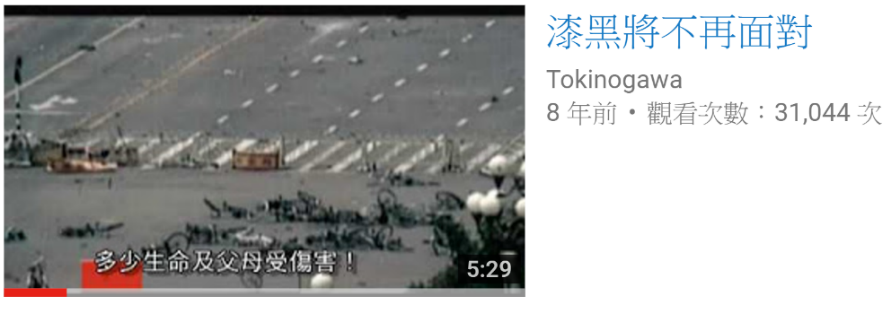 漆黑將不再面對
Tokinogawa
8 年前・觀看次數：31,044 次
多少生命及父母受傷害！
5:29